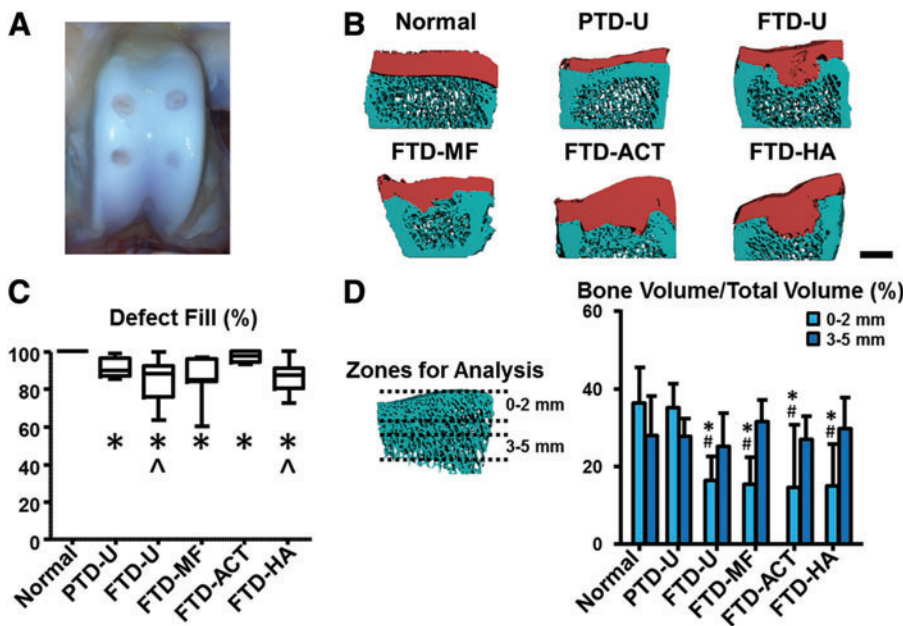 A
B
Normal PTD-U FTD-U
FTD-MF FTD-ACT FTD-HA
C
Defect Fill (%)
100
80
60
40
20
0
* * * * *
^ ^
Normal PTD-U FTD-U FTD-MF FTD-ACT FTD-HA
D
Zones for Analysis
0-2 mm
3-5 mm
Bone Volume/Total Volume (%)
0-2 mm
3-5 mm
60
40
20
0
* * * *
# # # #
Normal PTD-U FTD-U FTD-MF FTD-ACT FTD-HA